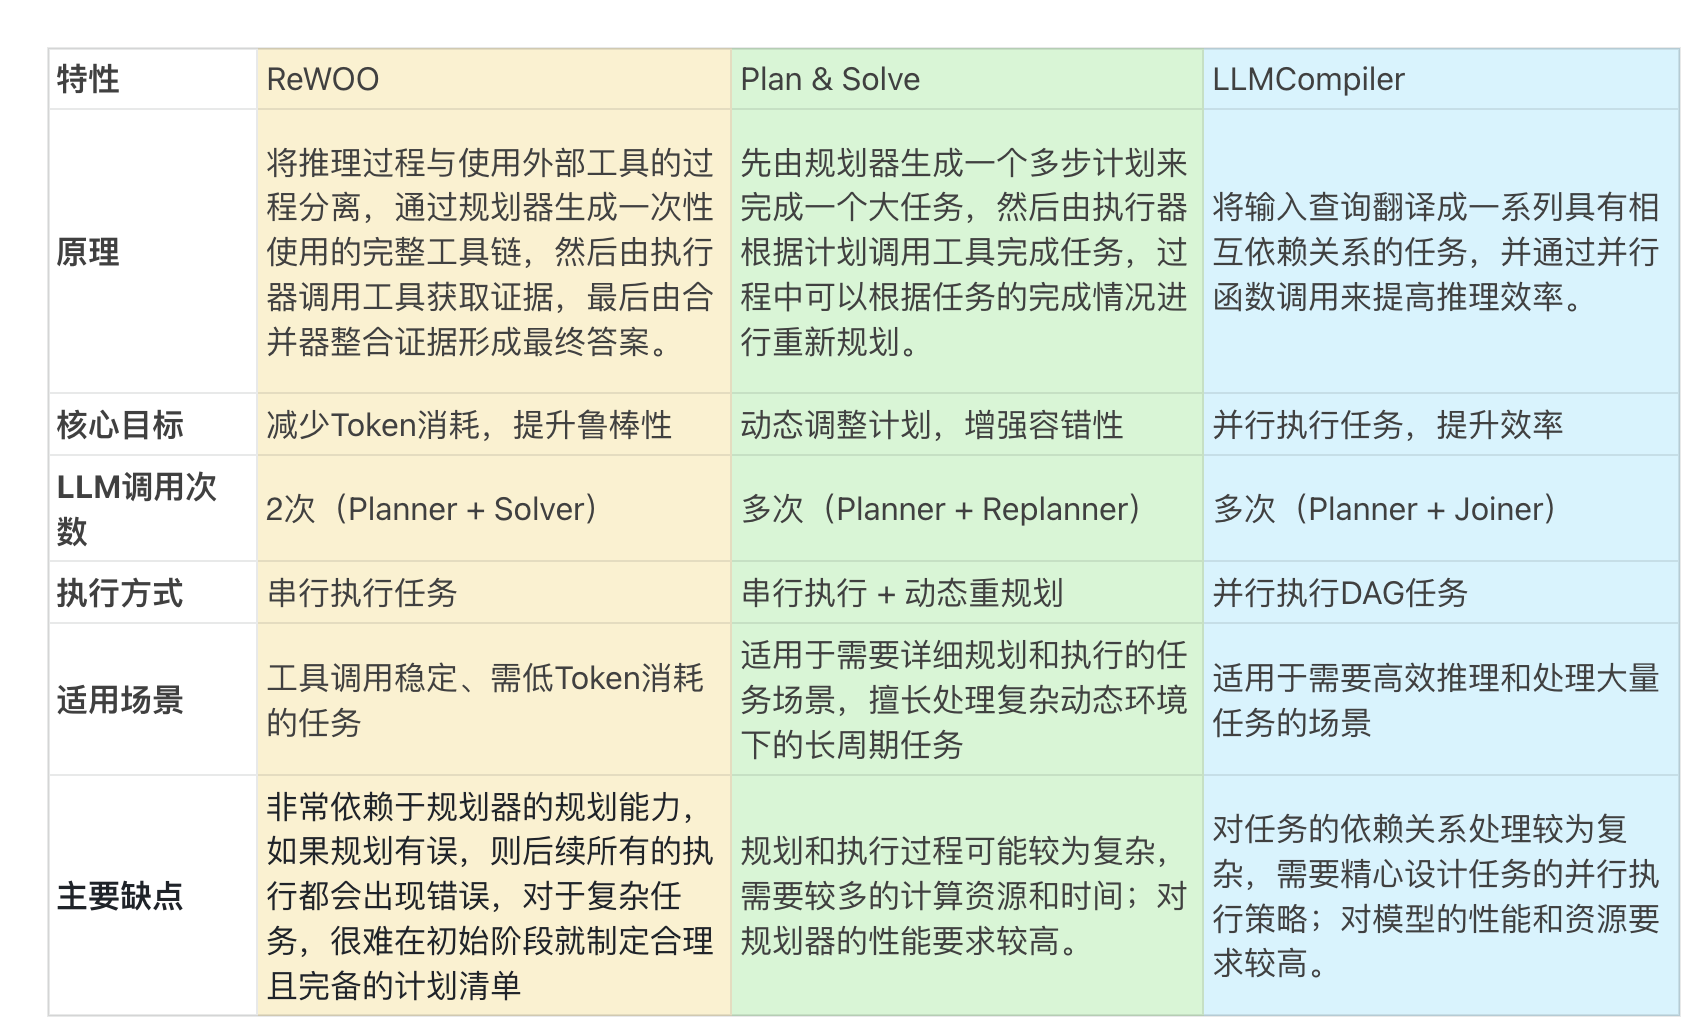 特性
ReWOO
Plan & Solve
LLMCompiler
原理
将推理过程与使用外部工具的过
程分离，通过规划器生成一次性
使用的完整工具链，然后由执行
器调用工具获取证据，最后由合
并器整合证据形成最终答案。
先由规划器生成一个多步计划来
完成一个大任务，然后由执行器
根据计划调用工具完成任务，过
程中可以根据任务的完成情况进
行重新规划。
将输入查询翻译成一系列具有相
互依赖关系的任务，并通过并行
函数调用来提高推理效率。
核心目标
减少Token消耗，提升鲁棒性
动态调整计划，增强容错性
并行执行任务，提升效率
LLM调用次
数
2次（Planner + Solver）
多次（Planner + Replanner）
多次（Planner + Joiner）
执行方式
串行执行任务
串行执行 + 动态重规划
并行执行DAG任务
适用场景
工具调用稳定、需低Token消耗
的任务
适用于需要详细规划和执行的任
务场景，擅长处理复杂动态环境
下的长周期任务
适用于需要高效推理和处理大量
任务的场景
主要缺点
非常依赖于规划器的规划能力，
如果规划有误，则后续所有的执
行都会出现错误，对于复杂任
务，很难在初始阶段就制定合理
且完备的计划清单
规划和执行过程可能较为复杂，
需要较多的计算资源和时间；对
规划器的性能要求较高。
对任务的依赖关系处理较为复
杂，需要精心设计任务的并行执
行策略；对模型的性能和资源要
求较高。